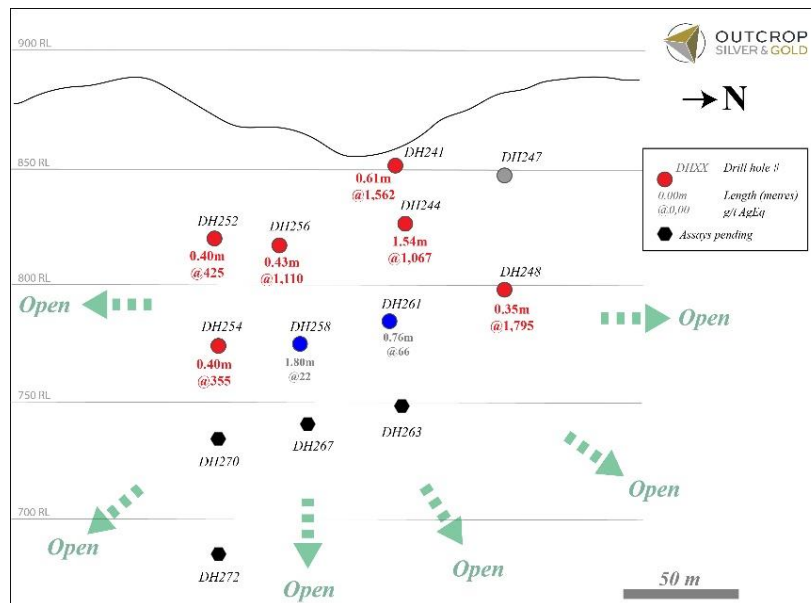 900 RL
OUTCROP
SILVER & GOLD
N
DH241
850 RL
DH247
0.61m
@1,562
DHXX Drill hole #
0.00m Length (metres)
@0,00 g/t AgEq
Assays pending
DH252
DH256
DH244
0.40m
@425
0.43m
@1,110
1.54m
@1,067
800 RL
DH248
Open
DH261
0.35m
@1,795
Open
DH254
DH258
0.76m
@66
0.40m
@355
1.80m
@22
750 RL
DH263
DH267
DH270
Open
700 RL
Open
DH272
Open
Open
50 m